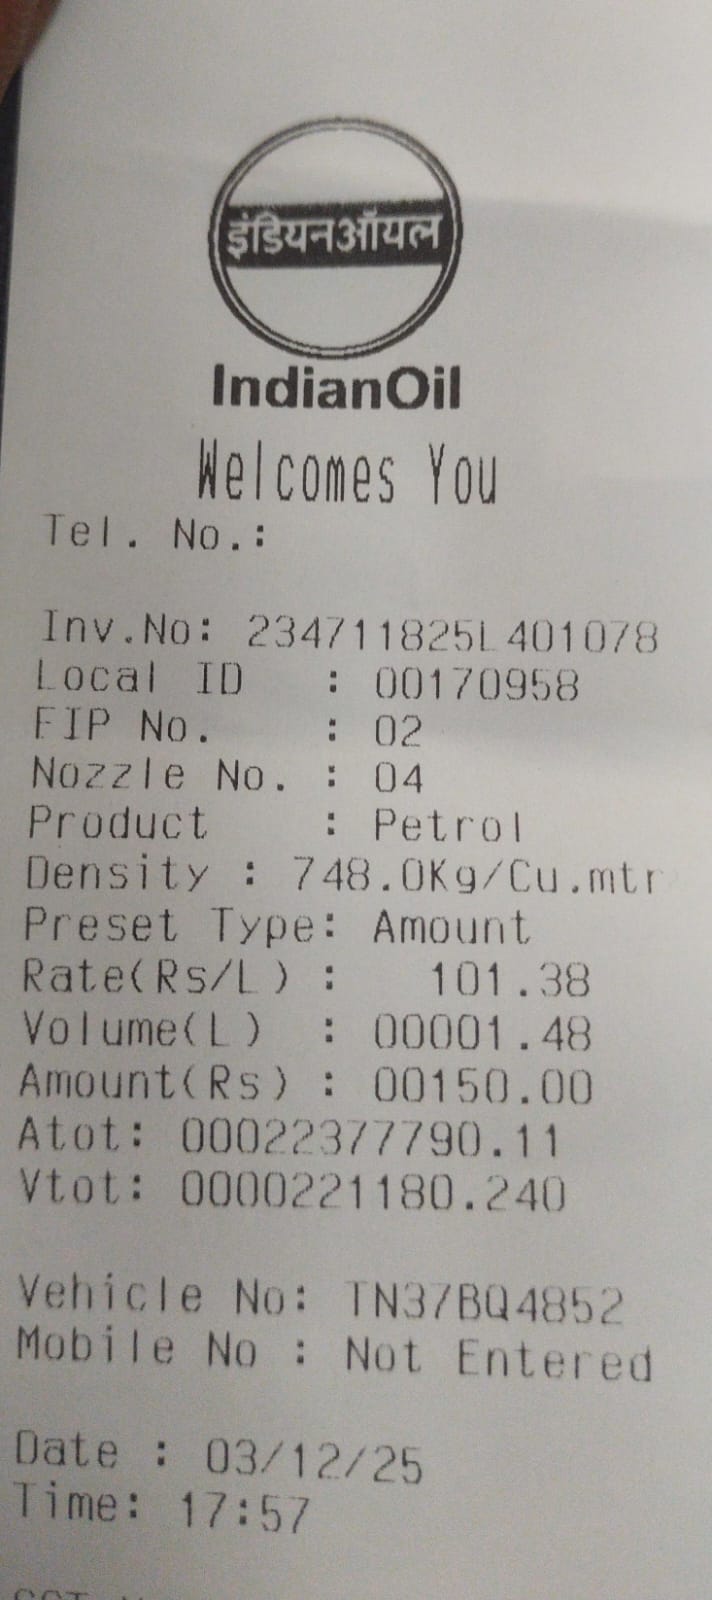 इंडियनऑयल
IndianOil
Welcomes You
Tel. No.:
Inv.No: 234711825L401078
Local ID : 00170958
FIP No. : 02
Nozzle No. : 04
Product : Petrol
Density : 748.0Kg/Cu.mtr
Preset Type: Amount
Rate(Rs/L) : 101.38
Volume(L) : 00001.48
Amount(Rs) : 00150.00
Atot: 00022377790.11
Vtot: 0000221180.240
Vehicle No: TN37BQ4852
Mobile No : Not Entered
Date : 03/12/25
Time: 17:57